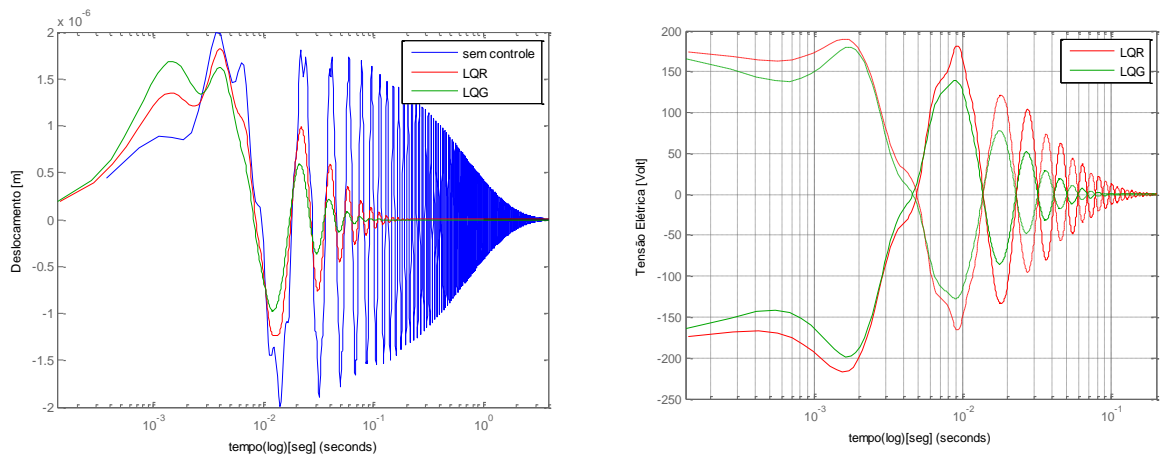 x 10-6
2
1.5
1
0.5
0
-0.5
-1
-1.5
-2
10-3
10-2
10-1
100
Deslocamento [m]
tempo(log)[seg] (seconds)
sem controle
LQR
LQG
200
150
100
50
0
-50
-100
-150
-200
-250
10-3
10-2
10-1
Tensão Elétrica [Volt]
tempo(log)[seg] (seconds)
LQR
LQG